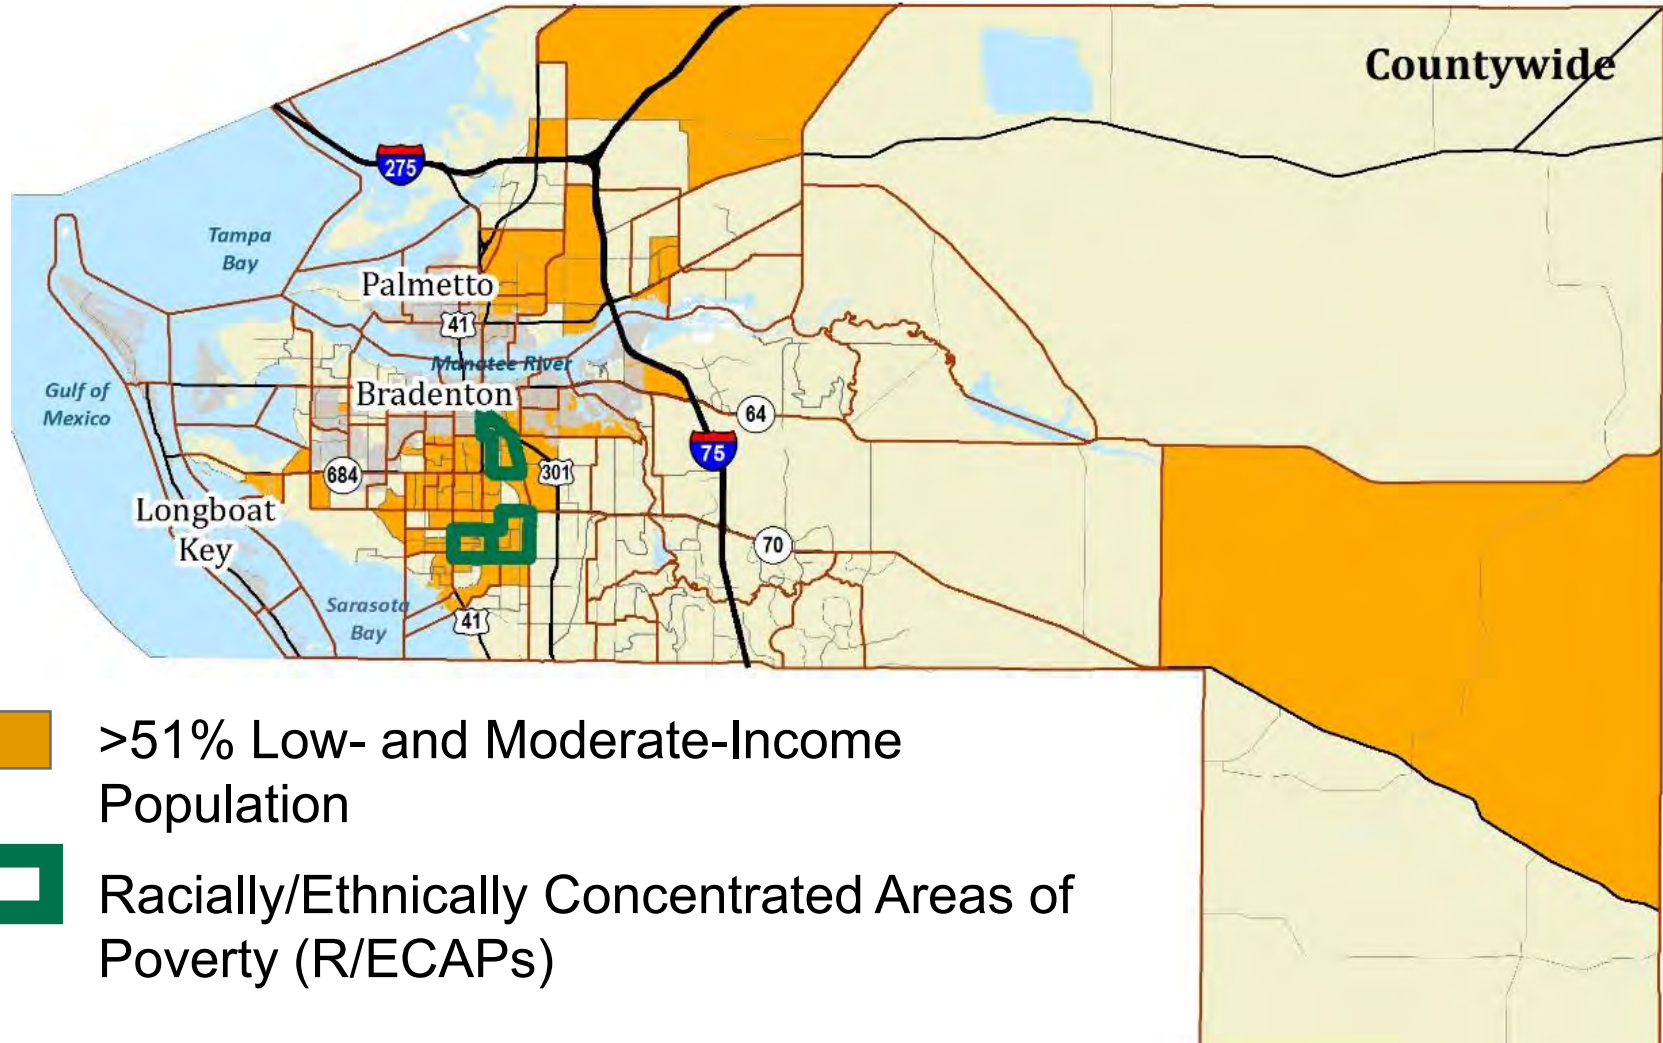 Countywide
275
Tampa
Bay
Palmetto
41
Manatee River
Gulf of
Mexico
Bradenton
64
75
684
301
Longboat
Key
70
Sarasota
Bay
41
>51% Low- and Moderate-Income
Population
Racially/Ethnically Concentrated Areas of
Poverty (R/ECAPs)